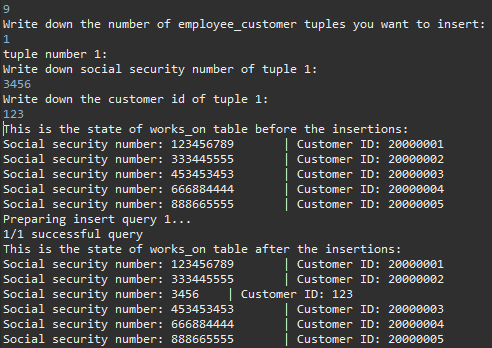 9
Write down the number of employee_customer tuples you want to insert:
1
tuple number 1:
Write down social security number of tuple 1:
3456
Write down the customer id of tuple 1:
123
This is the state of works_on table before the insertions:
Social security number: 123456789 | Customer ID: 20000001
Social security number: 333445555 | Customer ID: 20000002
Social security number: 453453453 | Customer ID: 20000003
Social security number: 666884444 | Customer ID: 20000004
Social security number: 888665555 | Customer ID: 20000005
Preparing insert query 1...
1/1 successful query
This is the state of works_on table after the insertions:
Social security number: 123456789 | Customer ID: 20000001
Social security number: 333445555 | Customer ID: 20000002
Social security number: 3456 | Customer ID: 123
Social security number: 453453453 | Customer ID: 20000003
Social security number: 666884444 | Customer ID: 20000004
Social security number: 888665555 | Customer ID: 20000005